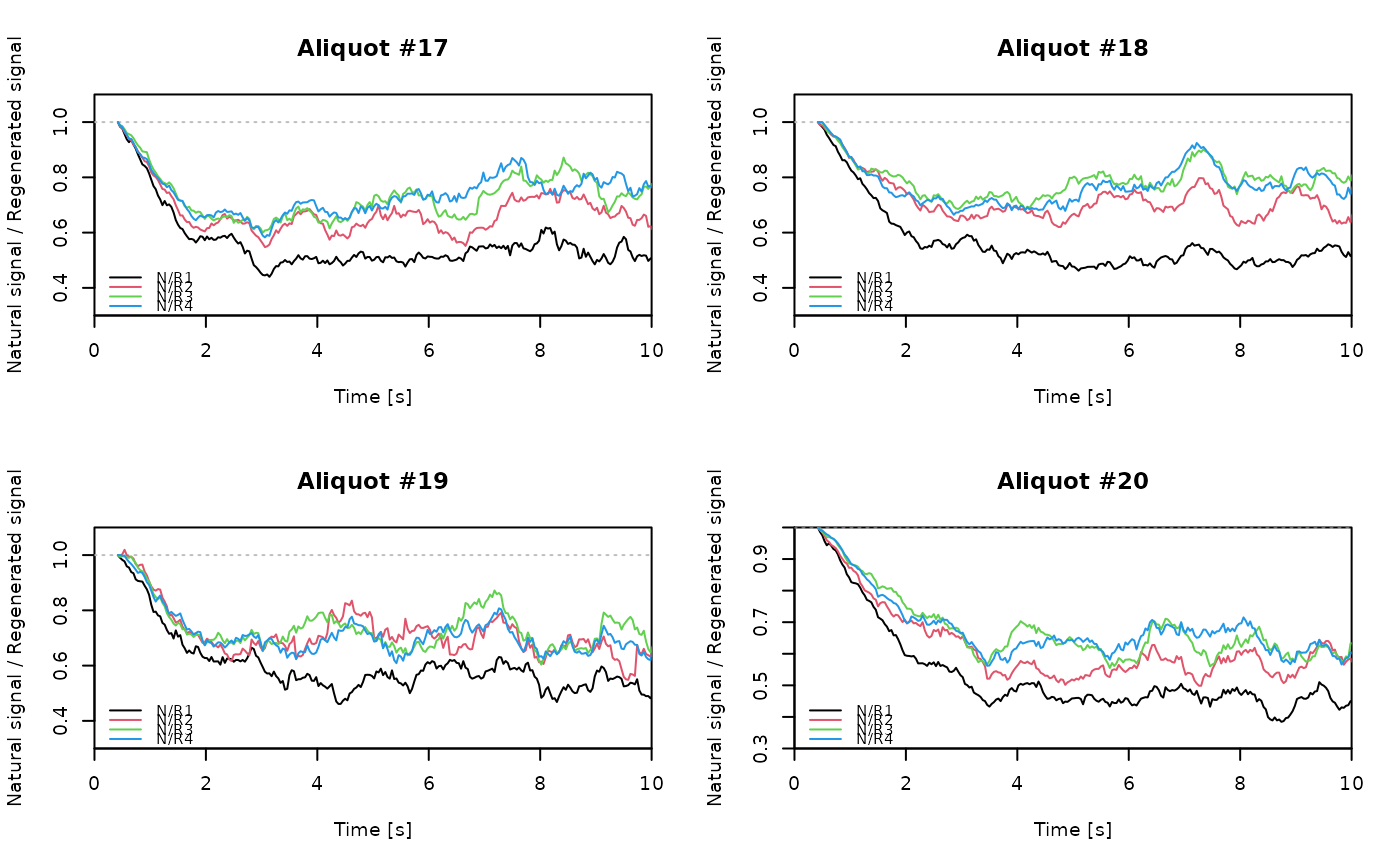 Aliquot #17
Natural signal / Regenerated signal
1.0
0.8
0.6
0.4
N/R1
N/R2
N/R3
N/R4
0 2 4 6 8 10
Time [s]
Aliquot #18
Natural signal / Regenerated signal
1.0
0.8
0.6
0.4
N/R1
N/R2
N/R3
N/R4
0 2 4 6 8 10
Time [s]
Aliquot #19
Natural signal / Regenerated signal
1.0
0.8
0.6
0.4
N/R1
N/R2
N/R3
N/R4
0 2 4 6 8 10
Time [s]
Aliquot #20
Natural signal / Regenerated signal
0.9
0.7
0.5
0.3
N/R1
N/R2
N/R3
N/R4
0 2 4 6 8 10
Time [s]